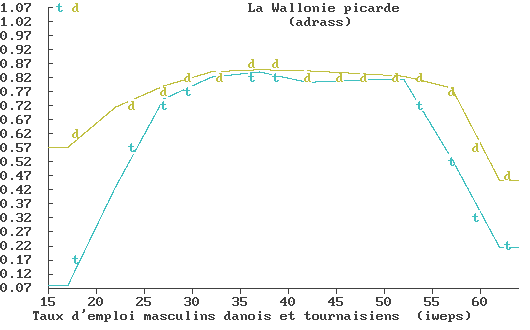 La Wallonie picarde
(adrass)
t d
1.07
1.02
0.97
0.92
0.87
0.82
0.77
0.72
0.67
0.62
0.57
0.52
0.47
0.42
0.37
0.32
0.27
0.22
0.17
0.12
0.07
d d
d d d d d d d
d d t t t d
d t t d
d t t d
t d
t t
t t
15 20 25 30 35 40 45 50 55 60
Taux d'emploi masculins danois et tournaisiens (iweps)